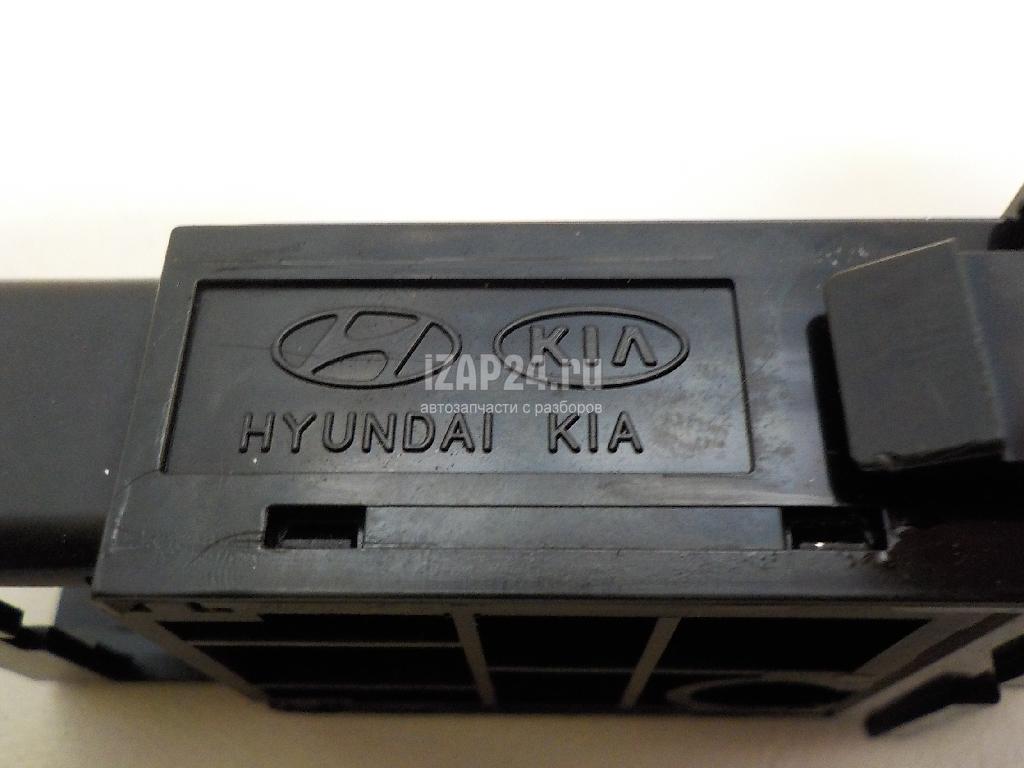 KIA
iZAP24.ru
автозапчасти с разборов
HYUNDAI KIA